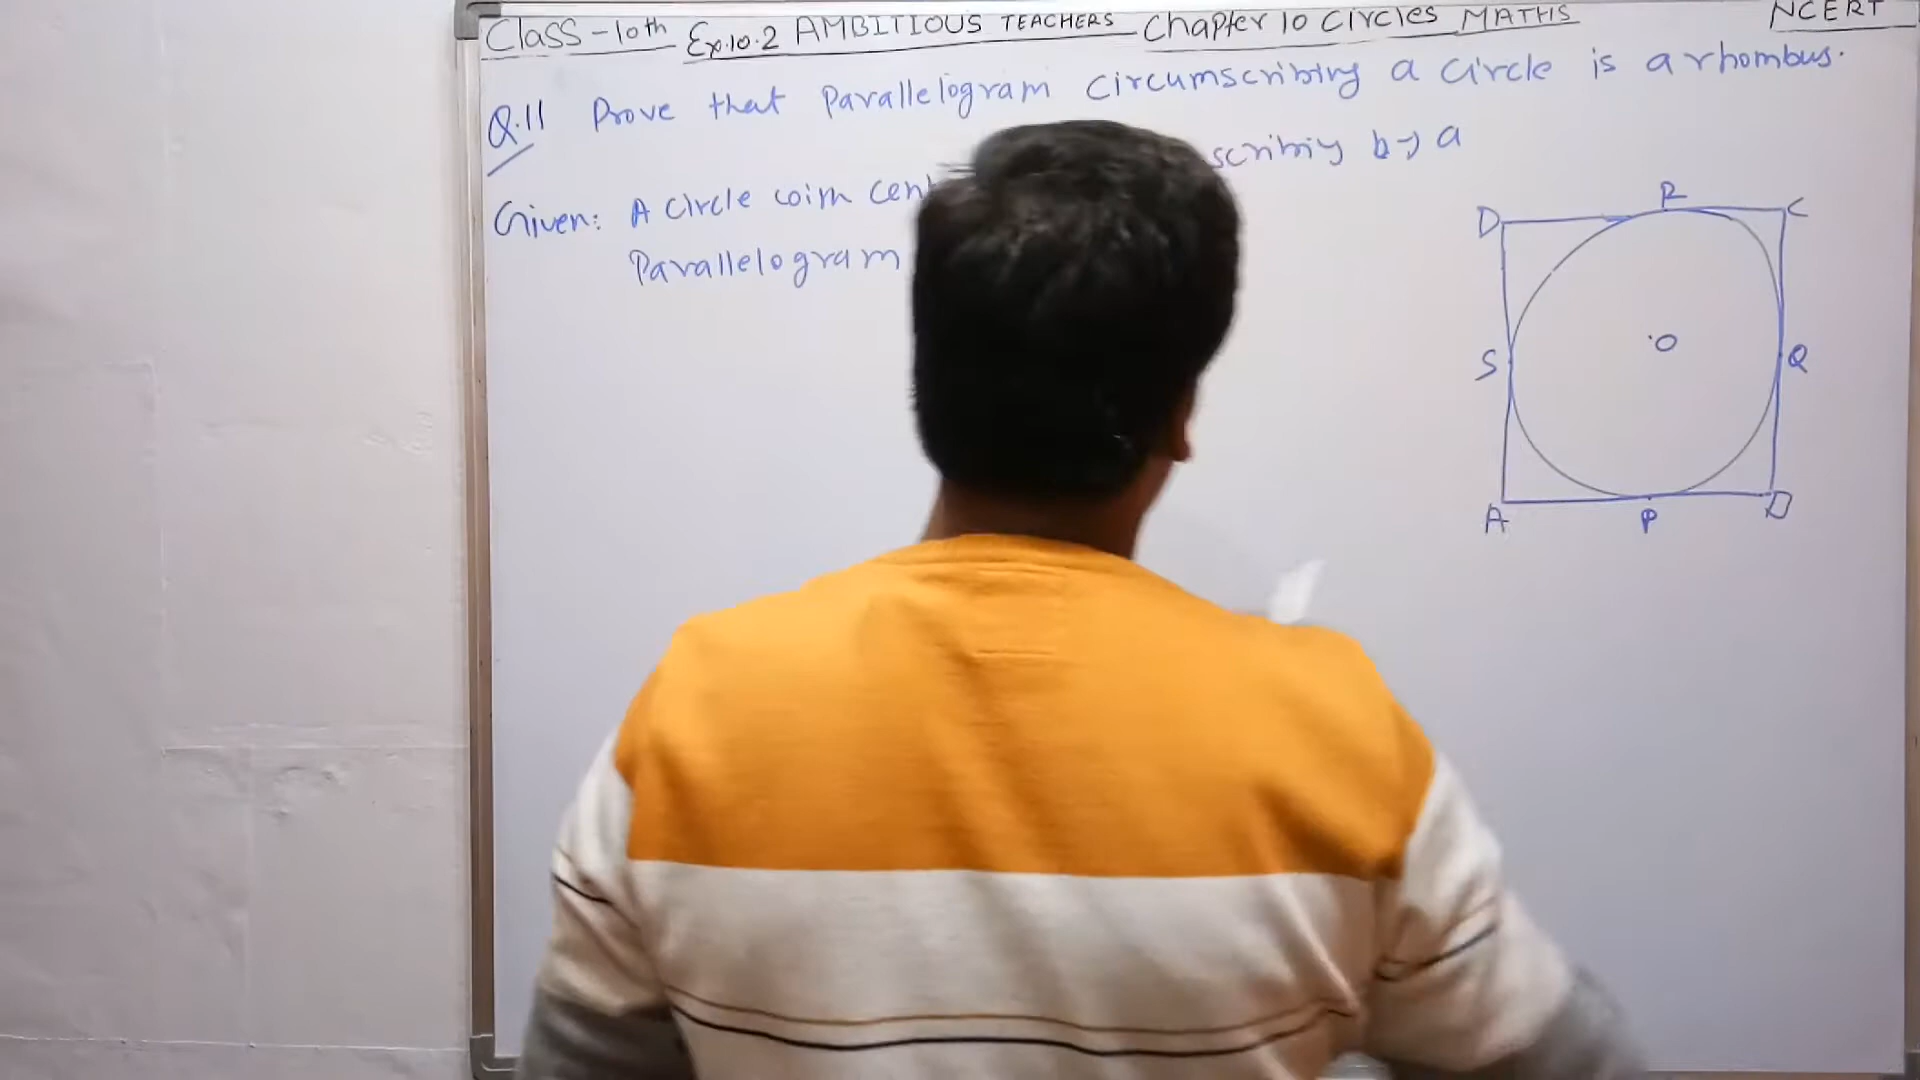 Class-10th Ex.10.2 AMBITIOUS TEACHERS Chapter 10 Circles MATHS NCERT
Q.11 Prove that Parallelogram Circumscribing a Circle is a rhombus.
Given: A Circle with scribing by a
Parallelogram
D R C
S O Q
A P